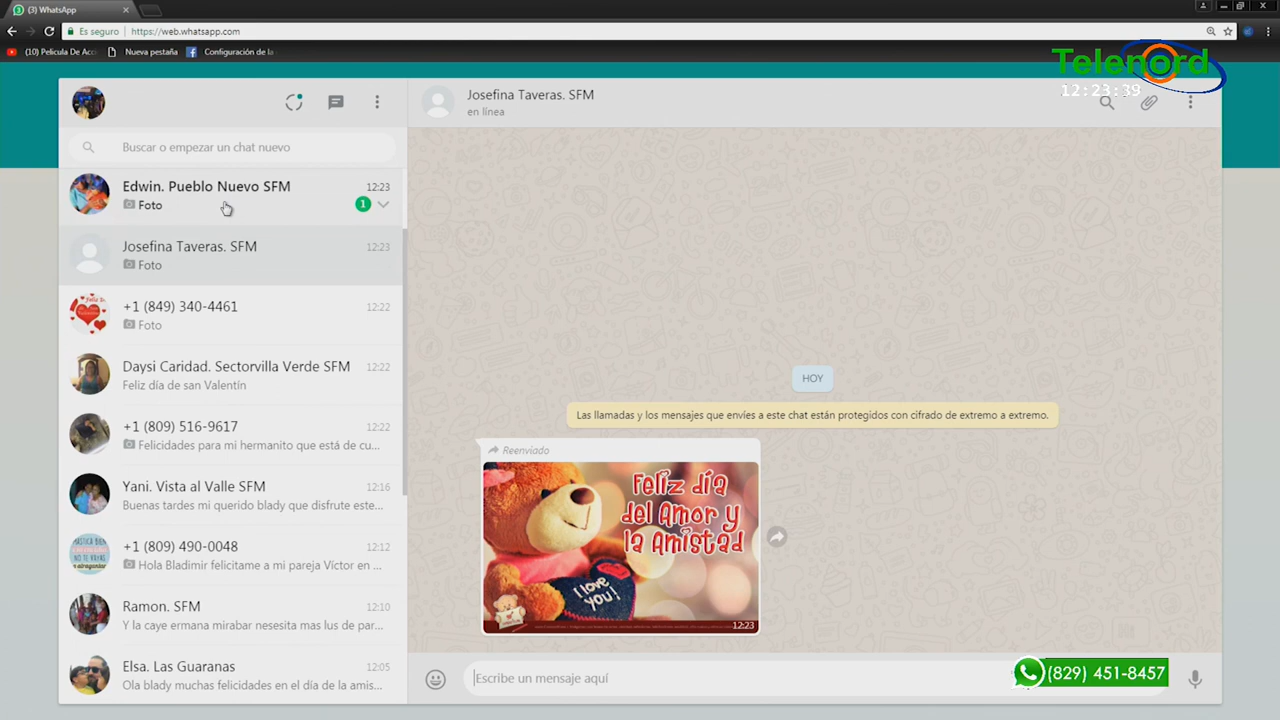 (3) WhatsApp
Es seguro | https://web.whatsapp.com
(10) Pelicula De Acc
Nueva pestaña
Configuración de la
Telenord
12:23:39
Josefina Taveras. SFM
en línea
Buscar o empezar un chat nuevo
Edwin. Pueblo Nuevo SFM 12:23
Foto 1
Josefina Taveras. SFM 12:23
Foto
+1 (849) 340-4461 12:22
Foto
Daysi Caridad. Sectorvilla Verde SFM 12:22
Feliz día de san Valentín
+1 (809) 516-9617 12:22
Felicidades para mi hermanito que está de cu...
Yani. Vista al Valle SFM 12:16
Buenas tardes mi querido blady que disfrute este...
+1 (809) 490-0048 12:12
Hola Bladimir felicitame a mi pareja Víctor en ...
Ramon. SFM 12:10
Y la caye ermana mirabar nesesita mas lus de par...
Elsa. Las Guaranas 12:05
Ola blady muchas felicidades en el día de la amis...
HOY
Las llamadas y los mensajes que envíes a este chat están protegidos con cifrado de extremo a extremo.
Reenviado
Feliz día
del Amor y
la Amistad
I love
you!
12:23
Escribe un mensaje aquí
(829) 451-8457